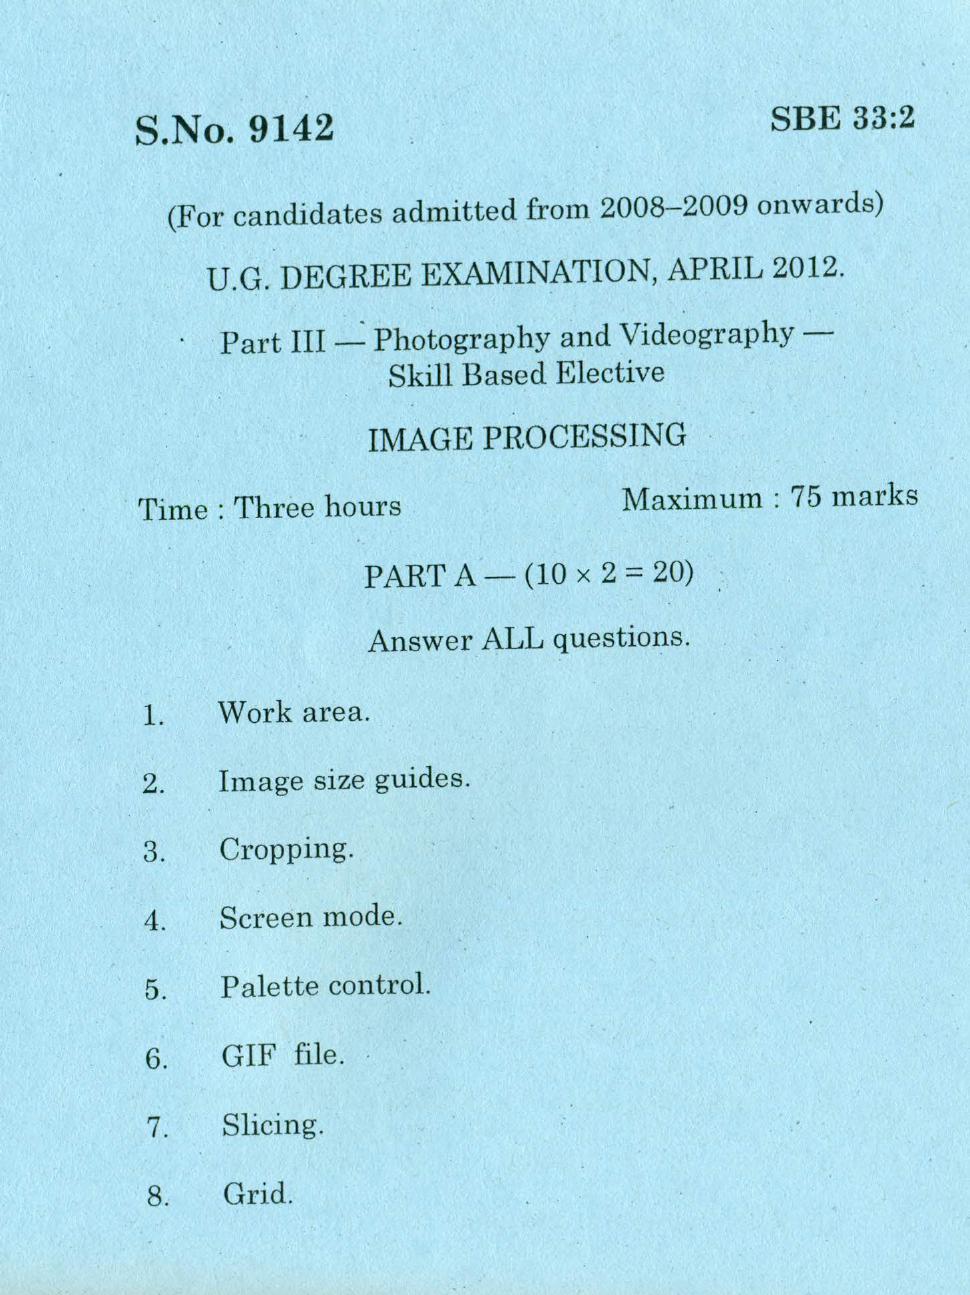 S.No. 9142 SBE 33:2
(For candidates admitted from 2008–2009 onwards)
U.G. DEGREE EXAMINATION, APRIL 2012.
Part III — Photography and Videography —
Skill Based Elective
IMAGE PROCESSING
Time : Three hours Maximum : 75 marks
PART A — (10 × 2 = 20)
Answer ALL questions.
1. Work area.
2. Image size guides.
3. Cropping.
4. Screen mode.
5. Palette control.
6. GIF file.
7. Slicing.
8. Grid.